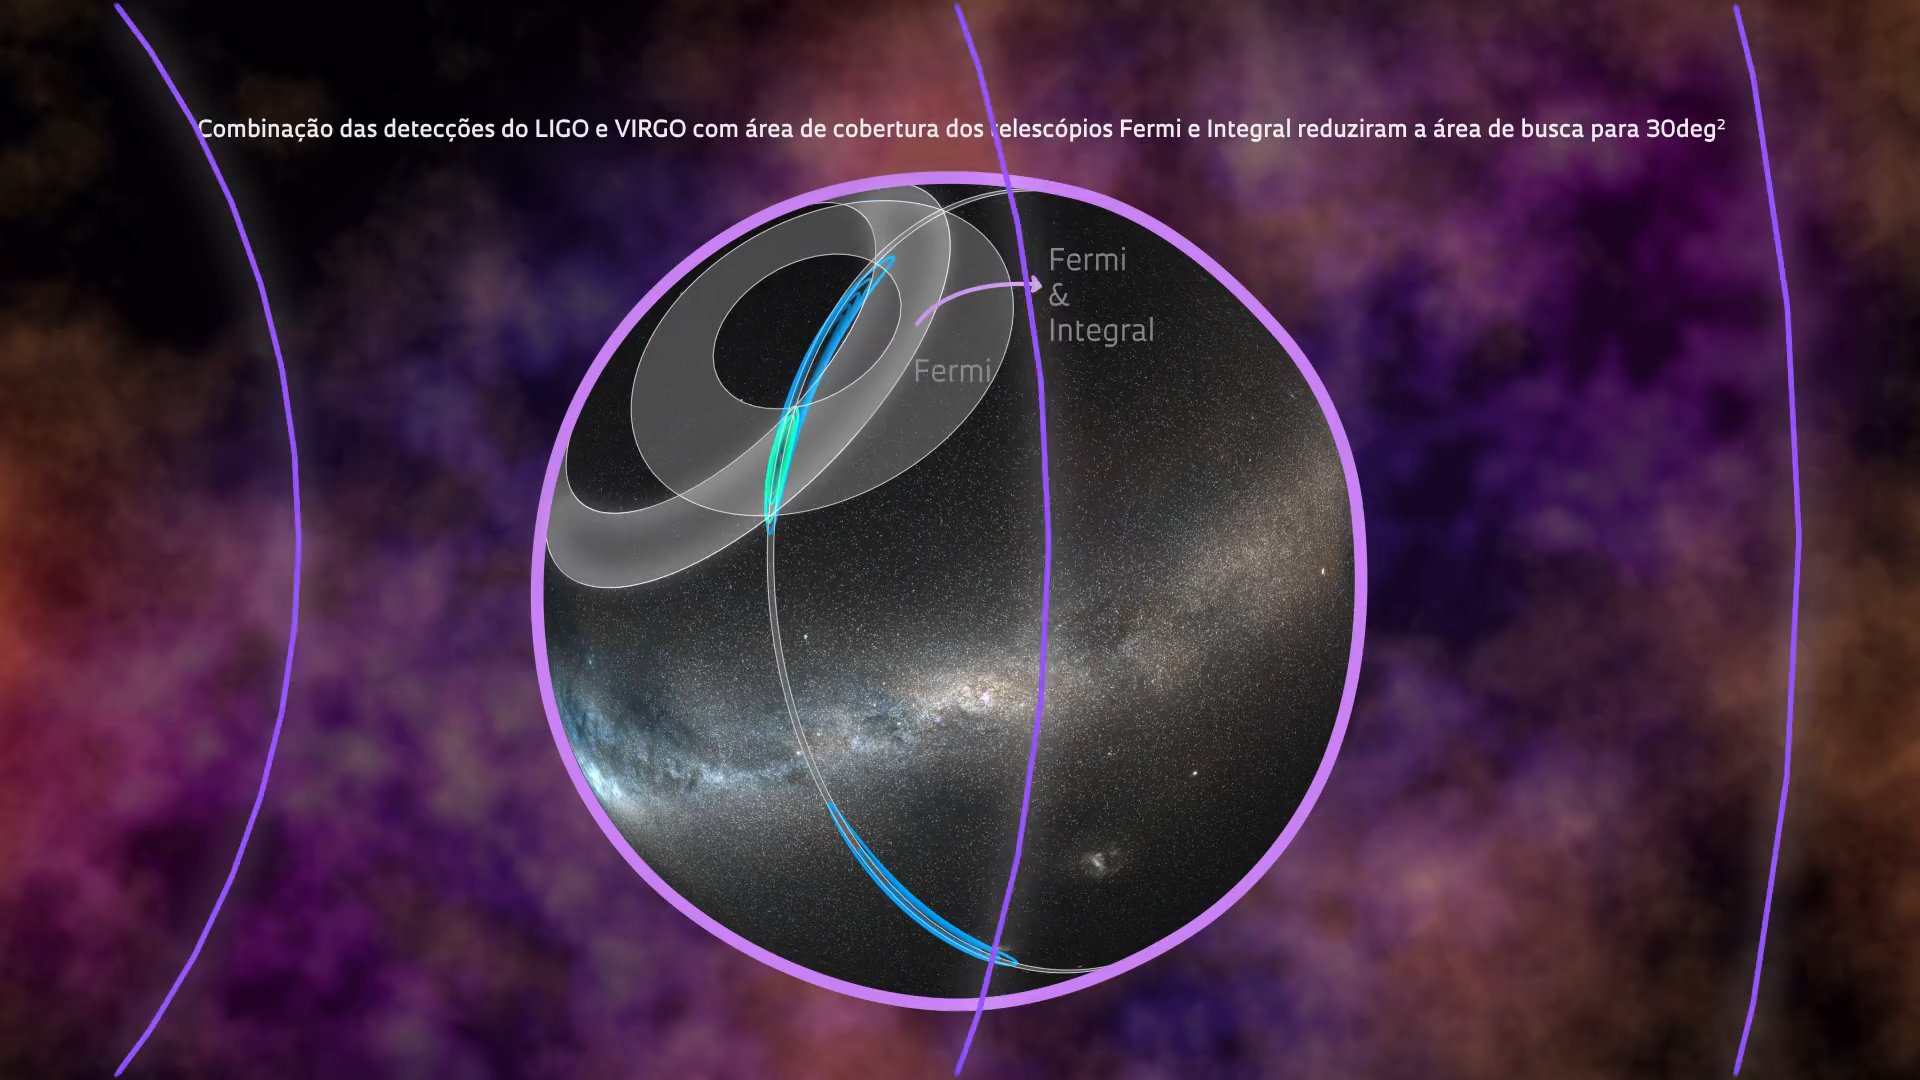 Combinação das detecções do LIGO e VIRGO com área de cobertura dos telescópios Fermi e Integral reduziram a área de busca para 30deg²
Fermi
&
Integral
Fermi